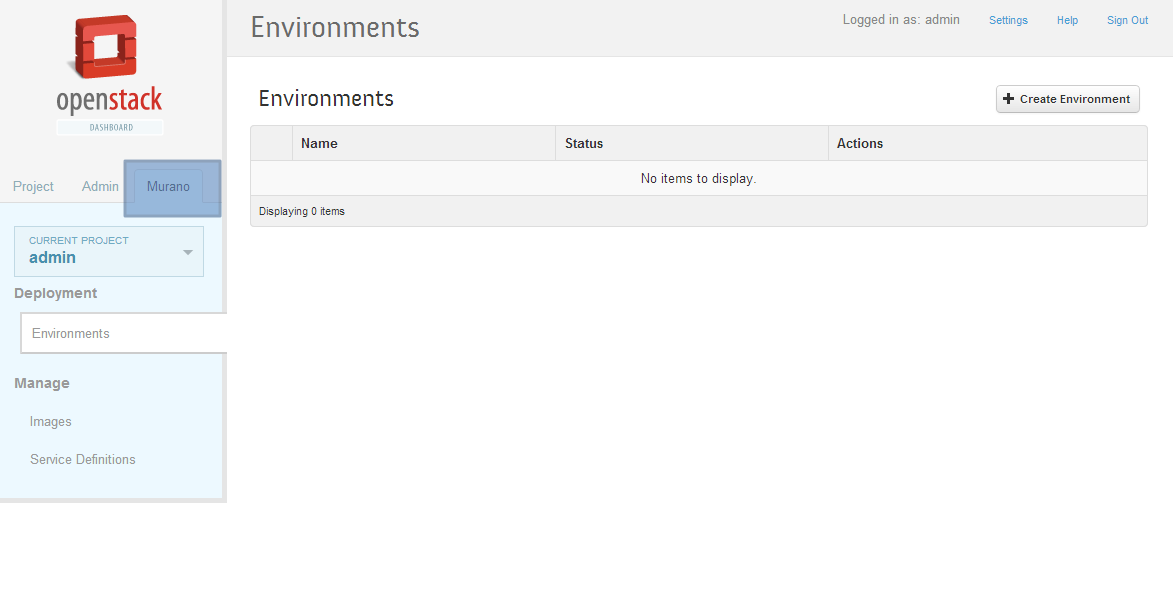 Environments
Logged in as: admin Settings Help Sign Out
openstack
DASHBOARD
Project Admin Murano
CURRENT PROJECT
admin
Deployment
Environments
Manage
Images
Service Definitions
Environments
Create Environment
Name Status Actions
No items to display.
Displaying 0 items